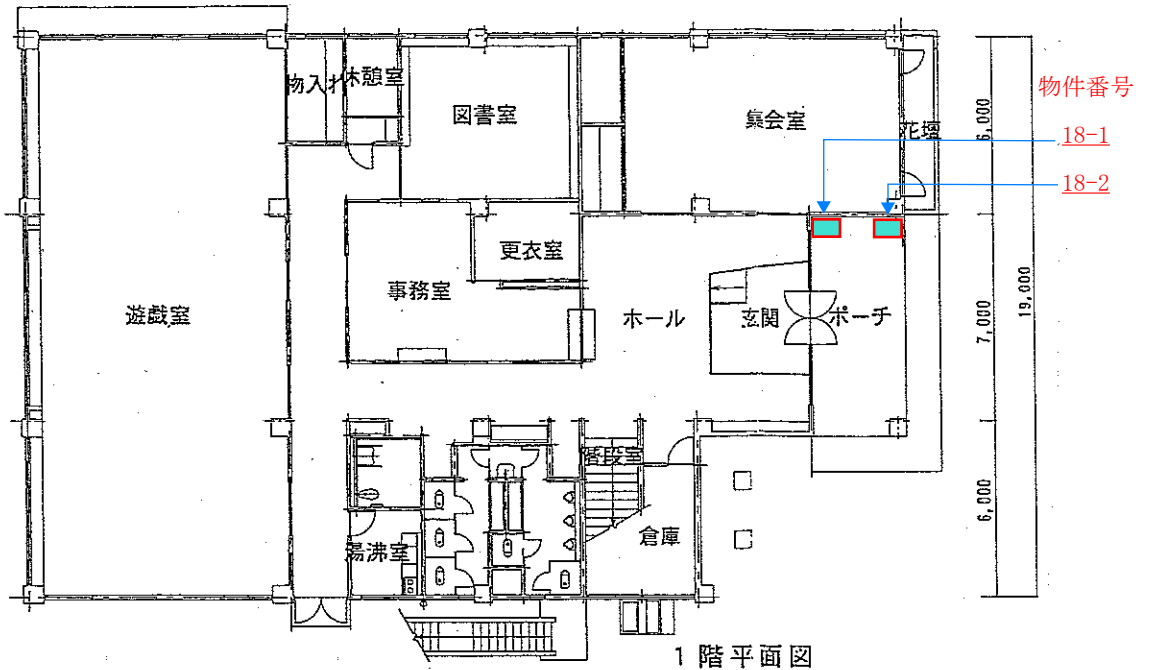 物入れ
休憩室
図書室
集会室
花壇
物件番号
18-1
18-2
6,000
更衣室
事務室
遊戯室
ホール
玄関
ポーチ
7,000
19,000
階段室
倉庫
湯沸室
6,000
1階平面図